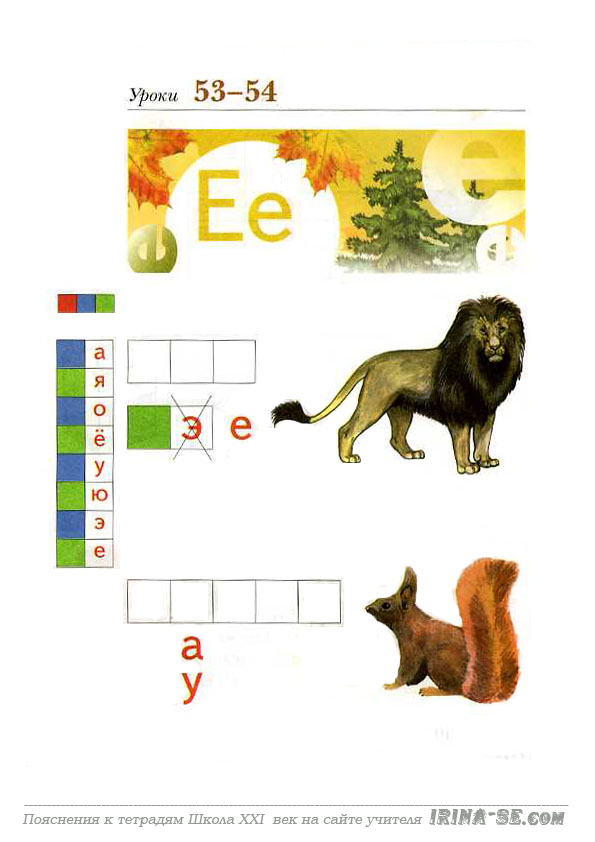 Уроки 53–54
Ее
е
е
е
а
я
о
ё
у
ю
э
е
э е
а
у
Пояснения к тетрадям Школа XXI век на сайте учителя IRINA-SE.COM